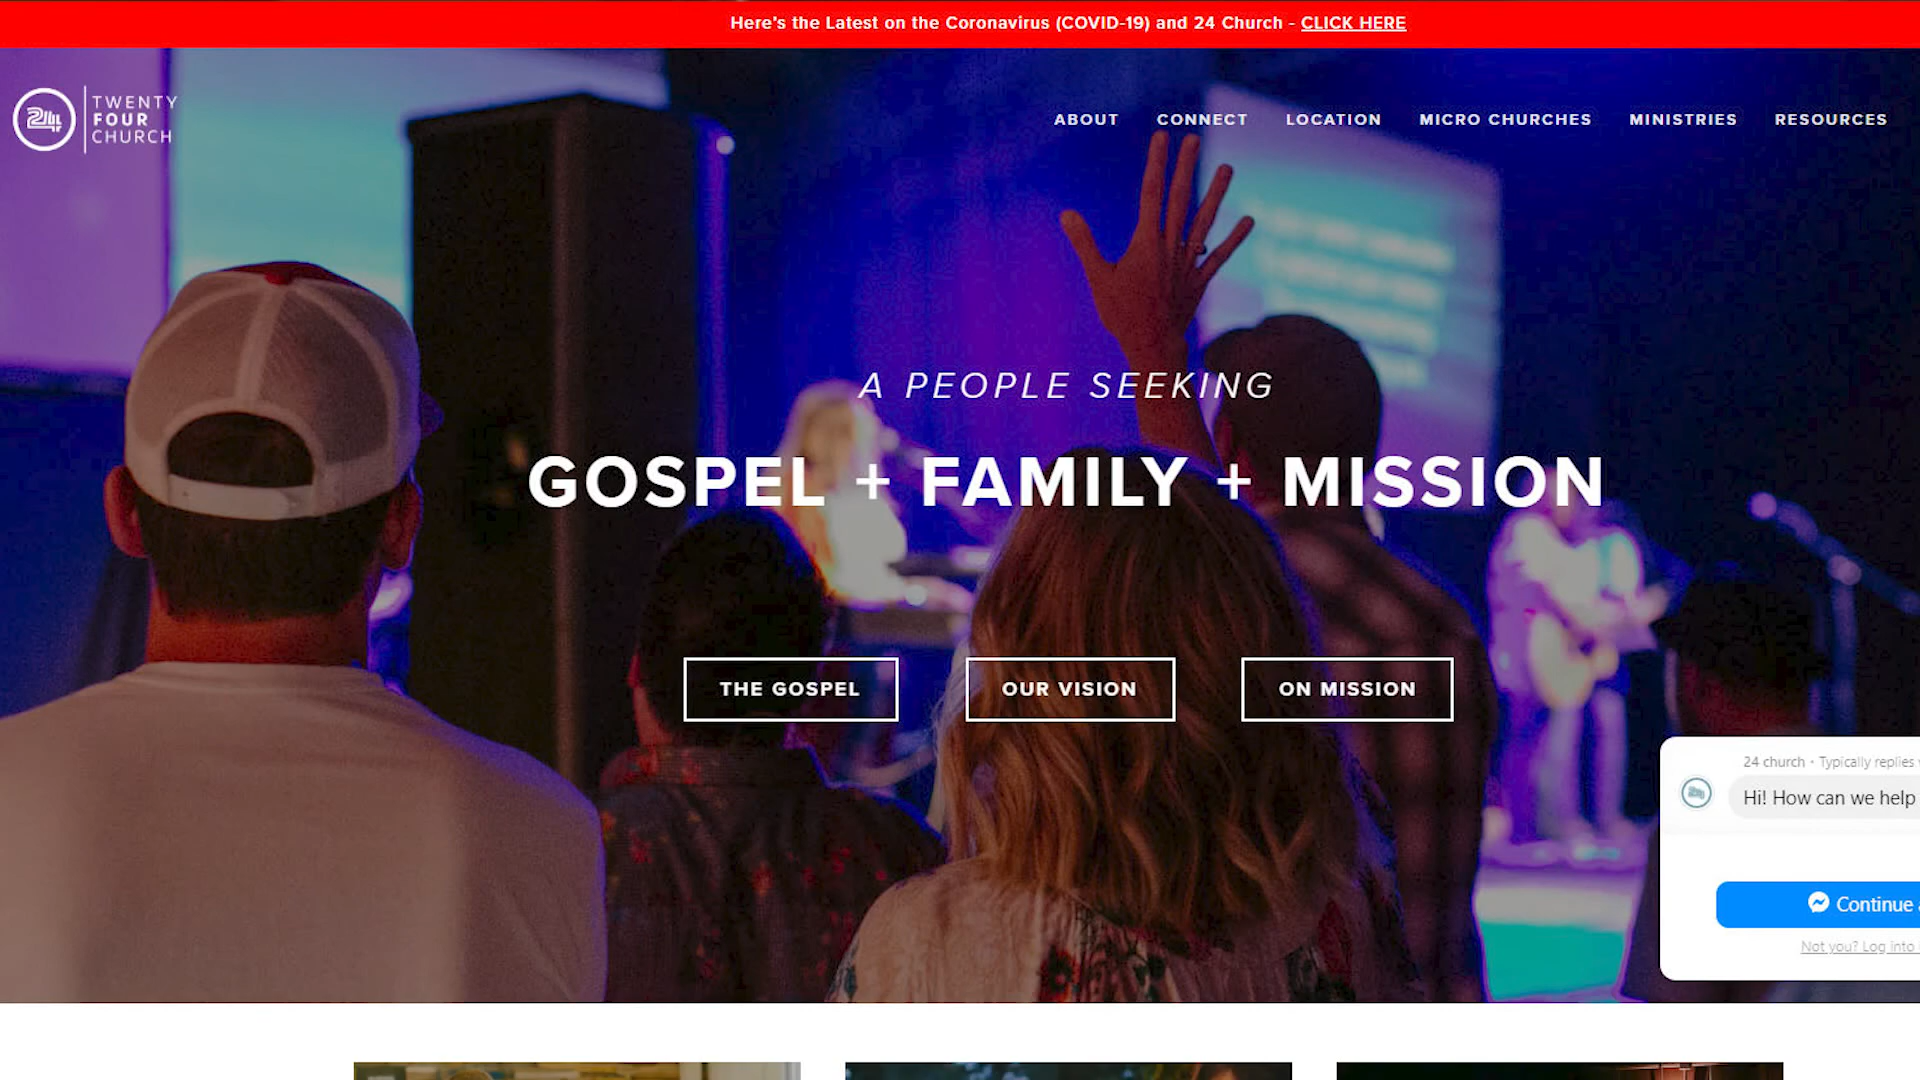 Here's the Latest on the Coronavirus (COVID-19) and 24 Church - CLICK HERE
24
TWENTY
FOUR
CHURCH
ABOUT CONNECT LOCATION MICRO CHURCHES MINISTRIES RESOURCES
A PEOPLE SEEKING
GOSPEL + FAMILY + MISSION
THE GOSPEL OUR VISION ON MISSION
24 church • Typically replies
Hi! How can we help
Continue
Not you? Log into